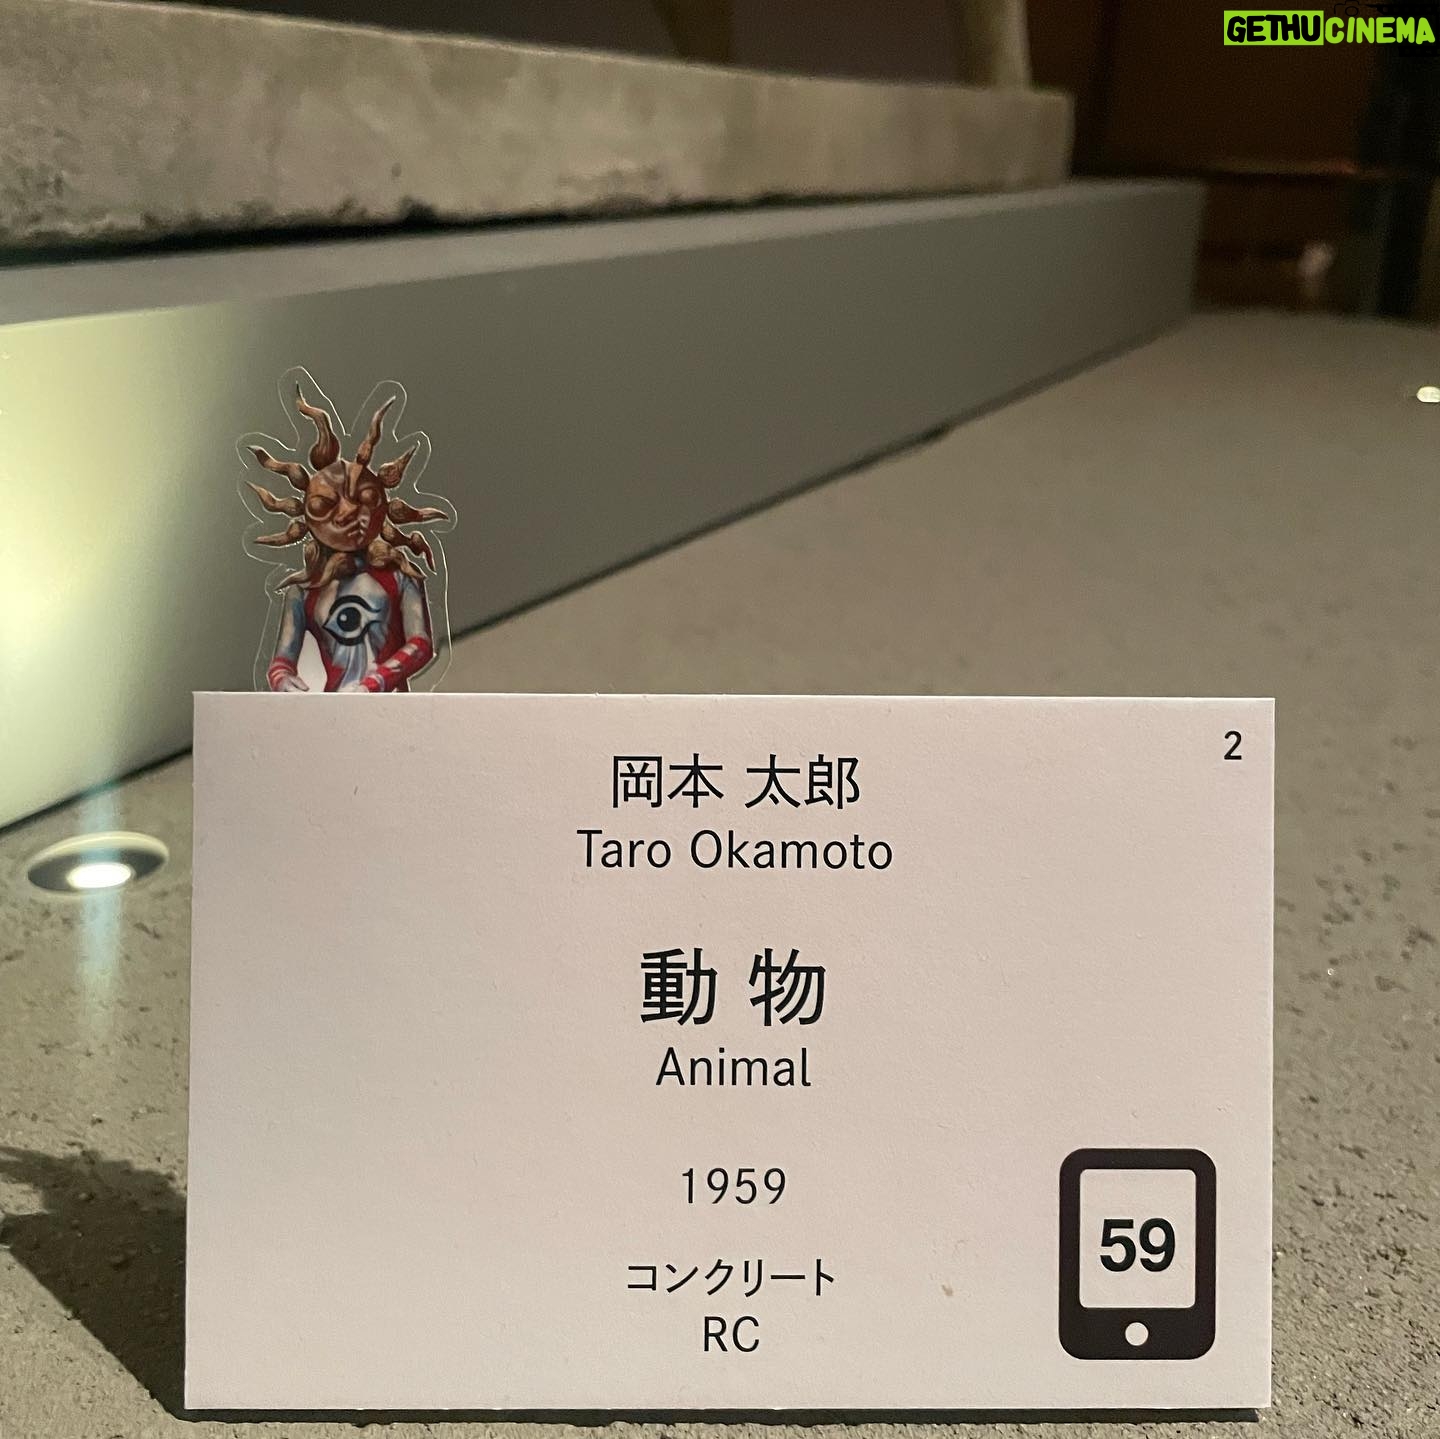 GETHUCINEMA
2
岡本 太郎
Taro Okamoto
動物
Animal
1959
コンクリート
RC
59